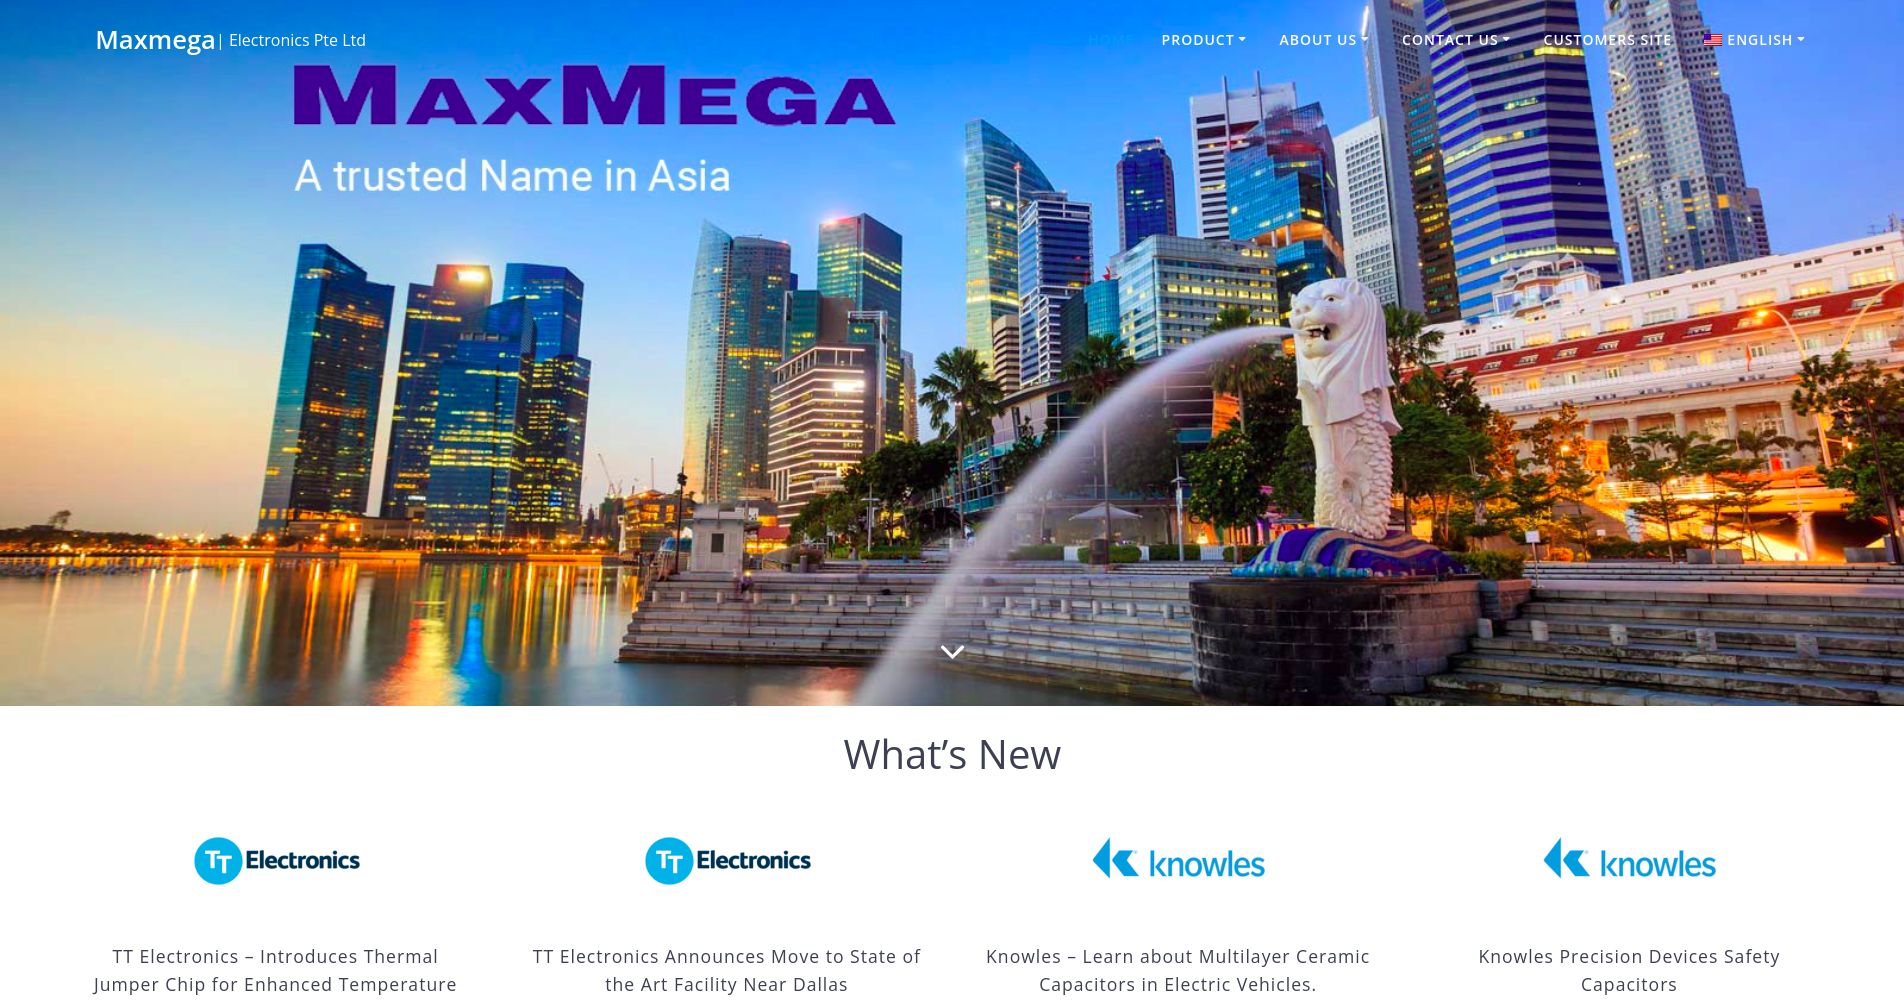 Maxmega | Electronics Pte Ltd
HOME PRODUCT ABOUT US CONTACT US CUSTOMERS SITE ENGLISH
MAXMEGA
A trusted Name in Asia
What’s New
TT Electronics
TT Electronics
knowles
knowles
TT Electronics – Introduces Thermal
Jumper Chip for Enhanced Temperature
TT Electronics Announces Move to State of
the Art Facility Near Dallas
Knowles – Learn about Multilayer Ceramic
Capacitors in Electric Vehicles.
Knowles Precision Devices Safety
Capacitors